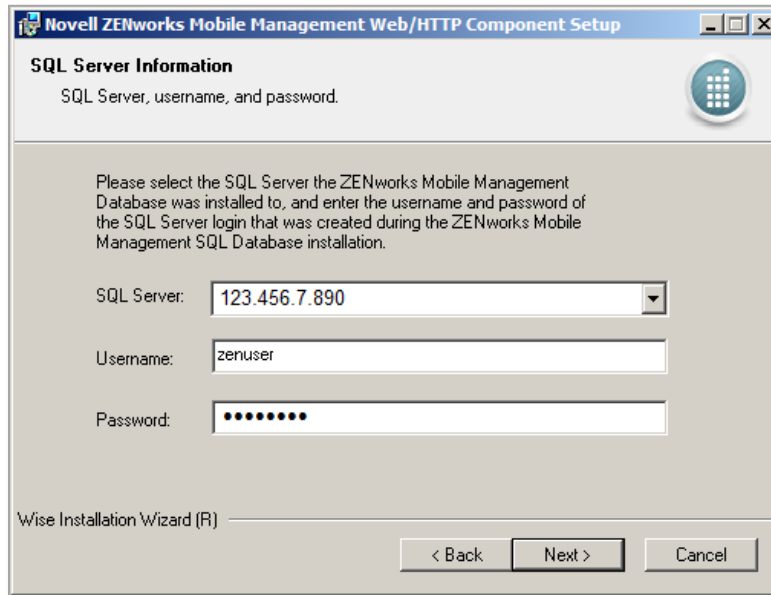 Novell ZENworks Mobile Management Web/HTTP Component Setup
SQL Server Information
SQL Server, username, and password.
Please select the SQL Server the ZENworks Mobile Management
Database was installed to, and enter the username and password of
the SQL Server login that was created during the ZENworks Mobile
Management SQL Database installation.
SQL Server: 123.456.7.890
Username: zenuser
Password: ••••••••
Wise Installation Wizard (R)
< Back Next > Cancel